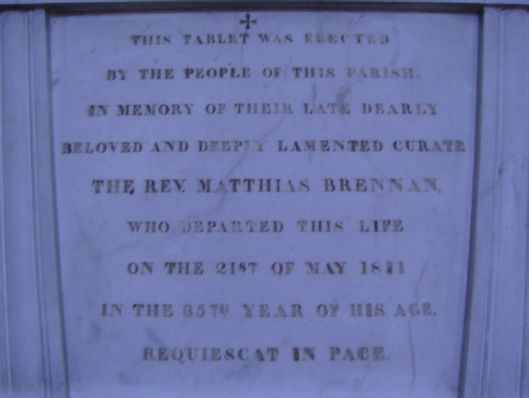 THIS TABLET WAS ERECTED
BY THE PEOPLE OF THIS PARISH,
IN MEMORY OF THEIR LATE DEARLY
BELOVED AND DEEPLY LAMENTED CURATE
THE REV. MATTHIAS BRENNAN,
WHO DEPARTED THIS LIFE
ON THE 21ST OF MAY
IN THE YEAR OF HIS AGE.
REQUIESCAT IN PACE.